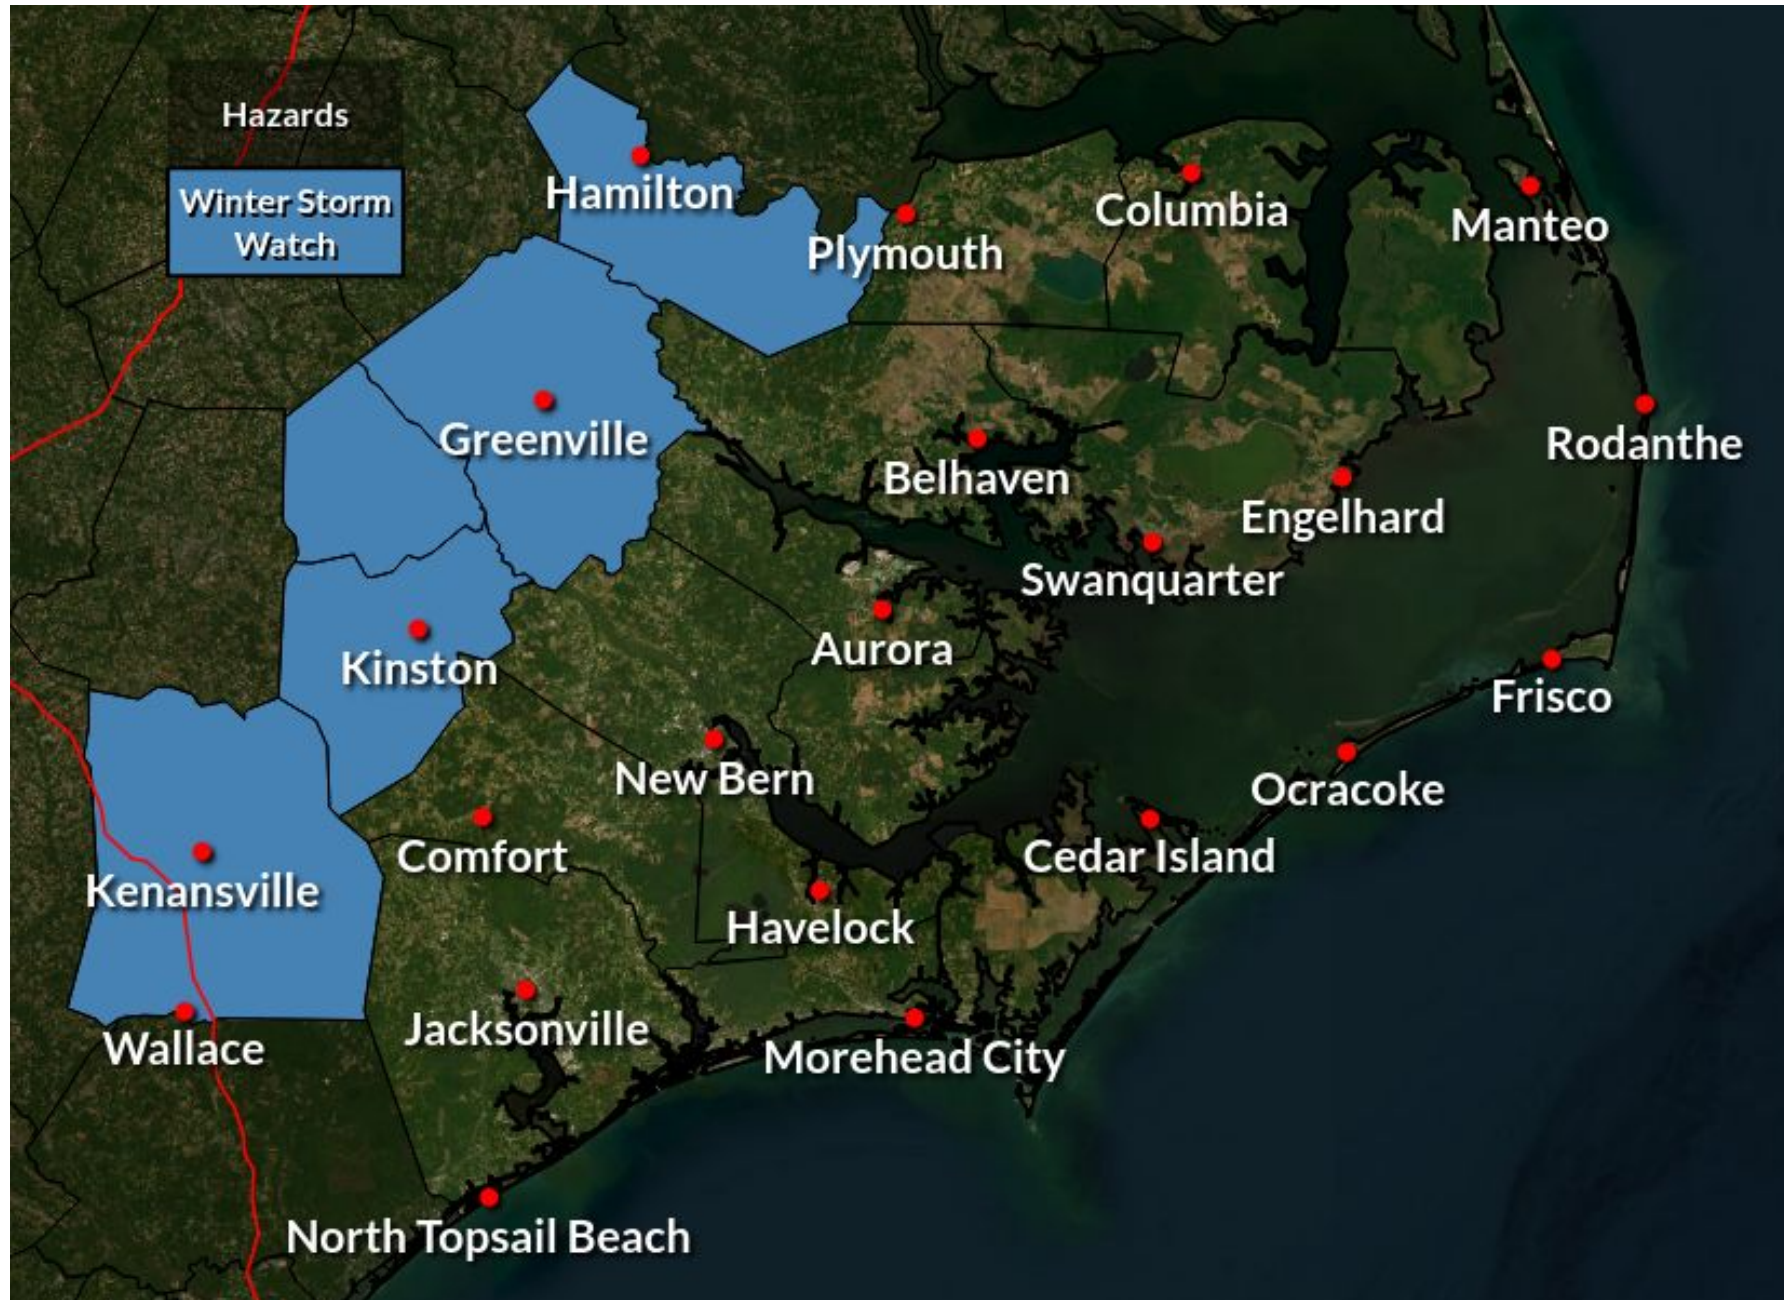 Hazards
Winter Storm
Watch
Hamilton
Plymouth
Columbia
Manteo
Greenville
Belhaven
Rodanthe
Engelhard
Swanquarter
Kinston
Aurora
Frisco
New Bern
Ocracoke
Comfort
Cedar Island
Kenansville
Havelock
Wallace
Jacksonville
Morehead City
North Topsail Beach